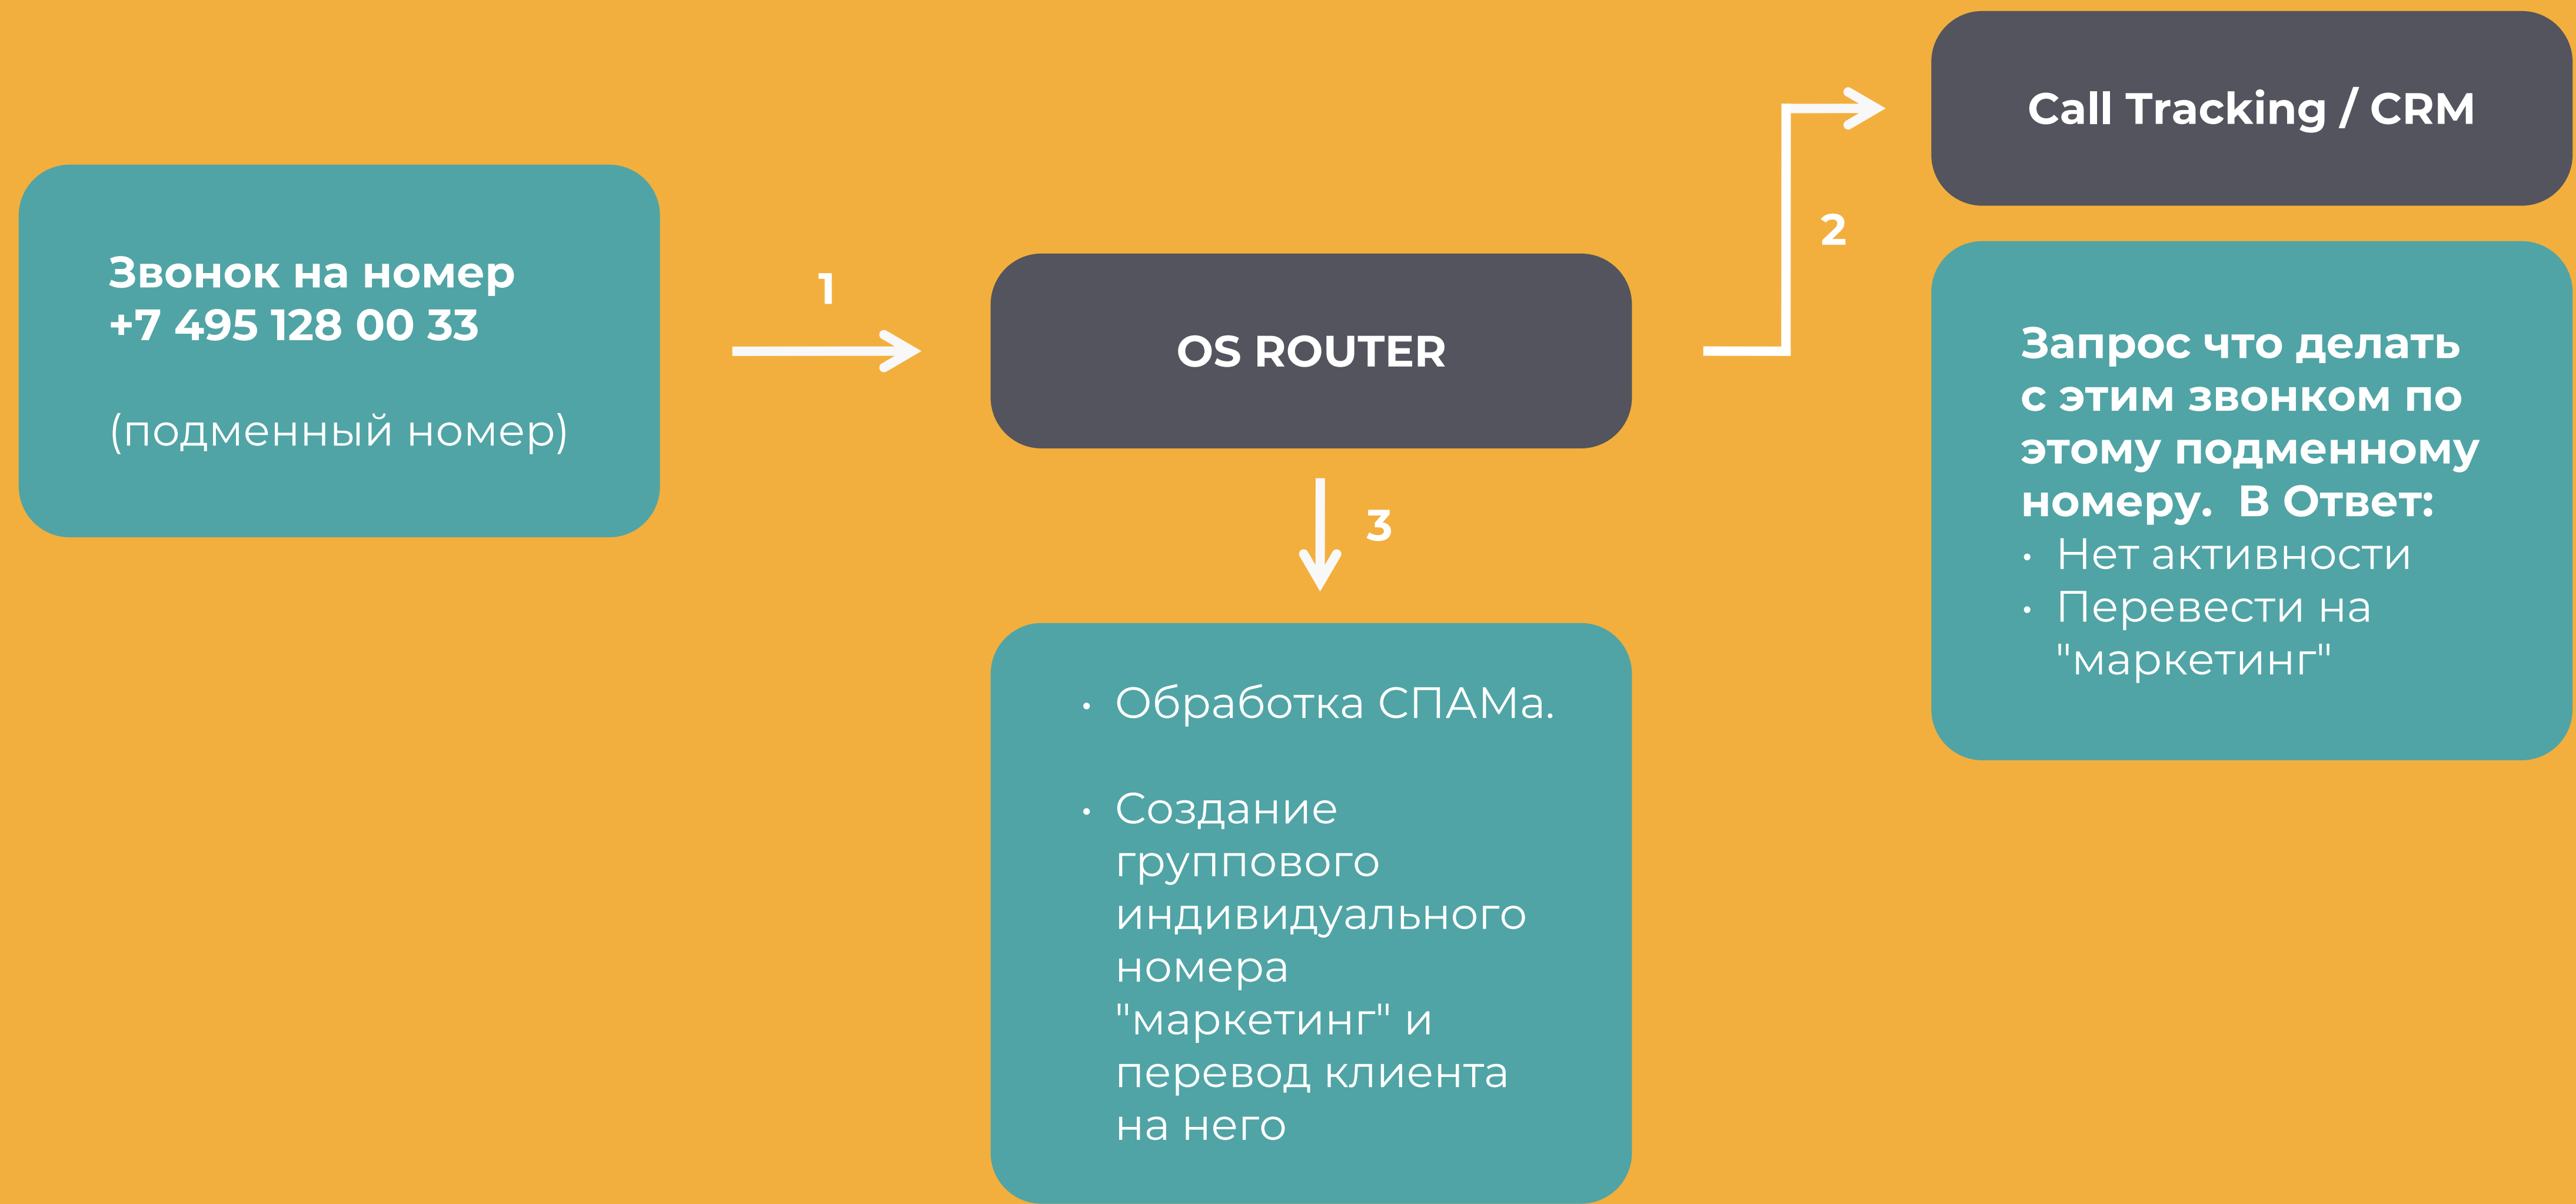 Звонок на номер
+7 495 128 00 33
(подменный номер)
1
OS ROUTER
2
Call Tracking / CRM
Запрос что делать
с этим звонком по
этому подменному
номеру.  В Ответ:
• Нет активности
• Перевести на
"маркетинг"
3
• Обработка СПАМа.
• Создание
группового
индивидуального
номера
"маркетинг" и
перевод клиента
на него